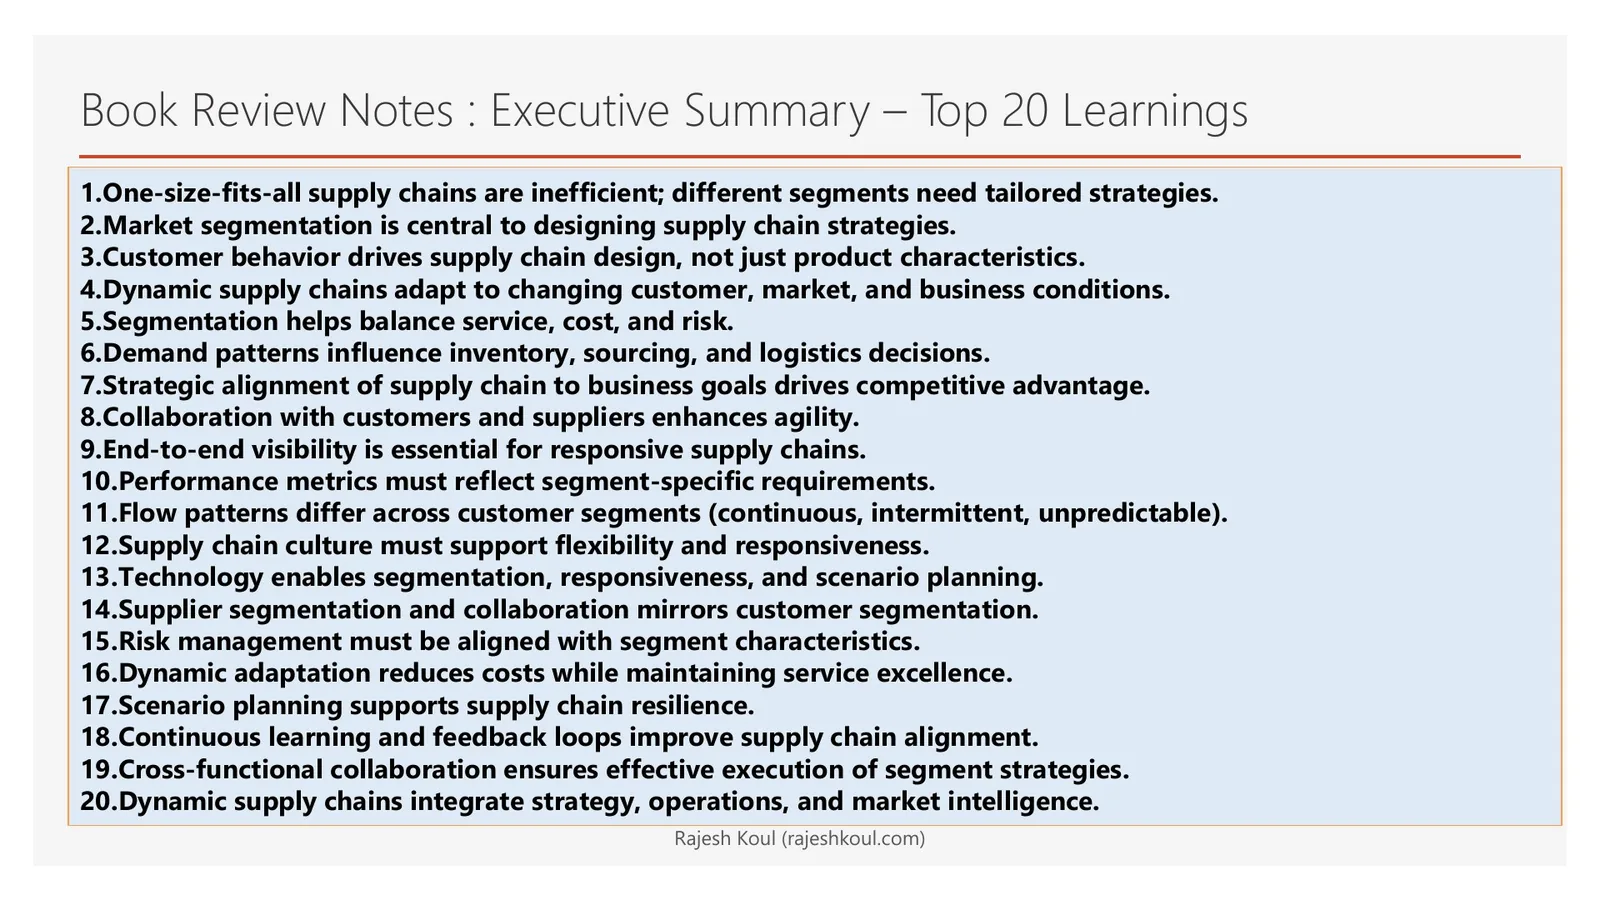 Book Review Notes : Executive Summary – Top 20 Learnings
1.One-size-fits-all supply chains are inefficient; different segments need tailored strategies.
2.Market segmentation is central to designing supply chain strategies.
3.Customer behavior drives supply chain design, not just product characteristics.
4.Dynamic supply chains adapt to changing customer, market, and business conditions.
5.Segmentation helps balance service, cost, and risk.
6.Demand patterns influence inventory, sourcing, and logistics decisions.
7.Strategic alignment of supply chain to business goals drives competitive advantage.
8.Collaboration with customers and suppliers enhances agility.
9.End-to-end visibility is essential for responsive supply chains.
10.Performance metrics must reflect segment-specific requirements.
11.Flow patterns differ across customer segments (continuous, intermittent, unpredictable).
12.Supply chain culture must support flexibility and responsiveness.
13.Technology enables segmentation, responsiveness, and scenario planning.
14.Supplier segmentation and collaboration mirrors customer segmentation.
15.Risk management must be aligned with segment characteristics.
16.Dynamic adaptation reduces costs while maintaining service excellence.
17.Scenario planning supports supply chain resilience.
18.Continuous learning and feedback loops improve supply chain alignment.
19.Cross-functional collaboration ensures effective execution of segment strategies.
20.Dynamic supply chains integrate strategy, operations, and market intelligence.
Rajesh Koul (rajeshkoul.com)